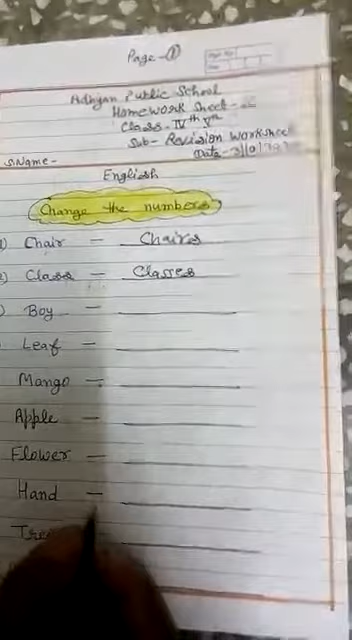 Page-①
Adhyan Public School
Homework Sheet-
Class-IVth
Sub- Revision Worksheet
Name-
Date-
English
Change the numbers
Chair - Chairs
Class - Classes
Boy -
Leaf -
Mango -
Apple -
Flower -
Hand -